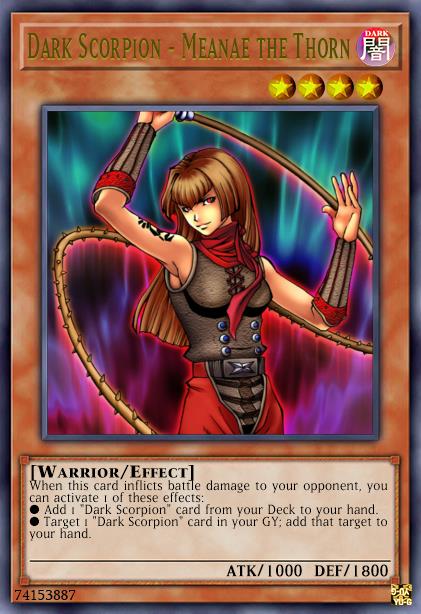 Dark Scorpion - Meanae the Thorn
DARK
闇
[Warrior/Effect]
When this card inflicts battle damage to your opponent, you
can activate 1 of these effects:
● Add 1 "Dark Scorpion" card from your Deck to your hand.
● Target 1 "Dark Scorpion" card in your GY; add that target to
your hand.
ATK/1000 DEF/1800
74153887